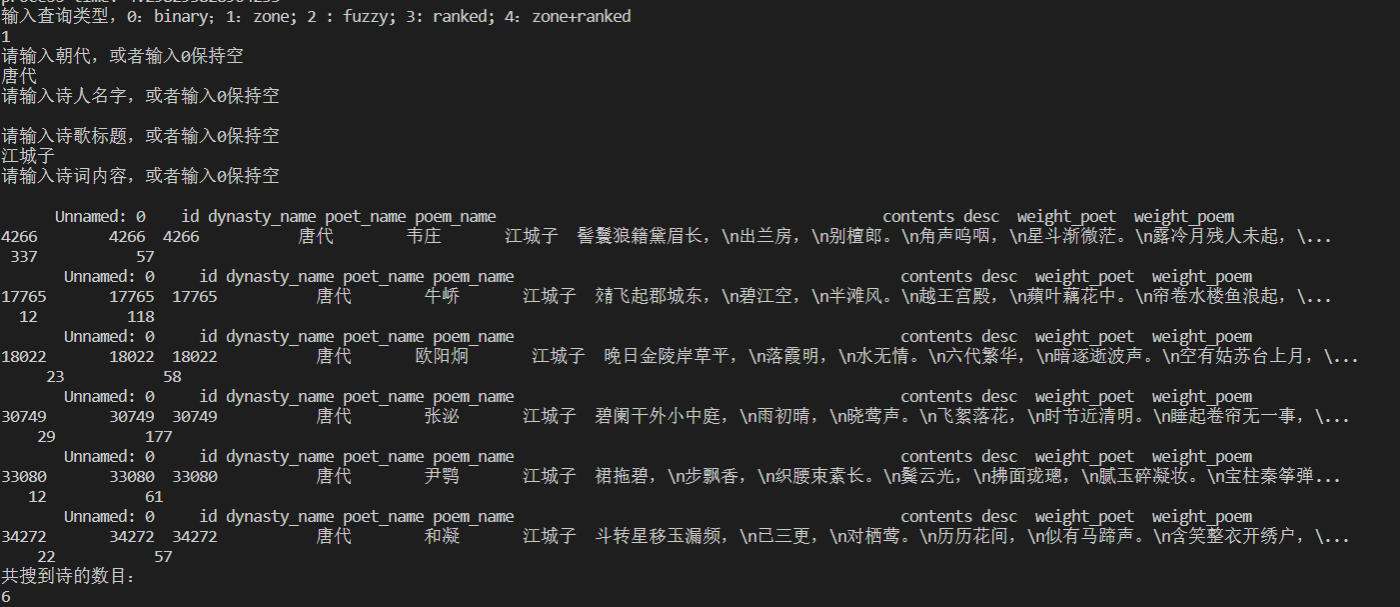 输入查询类型，0：binary；1：zone; 2 : fuzzy; 3: ranked; 4：zone+ranked
1
请输入朝代，或者输入0保持空
唐代
请输入诗人名字，或者输入0保持空
请输入诗歌标题，或者输入0保持空
江城子
请输入诗词内容，或者输入0保持空
Unnamed: 0 id dynasty_name poet_name poem_name contents desc weight_poet weight_poem
4266 4266 4266 唐代 韦庄 江城子 髻鬟狼籍黛眉长，\n出兰房，\n别檀郎。\n角声呜咽，\n星斗渐微茫。\n露冷月残人未起，\...
337 57
Unnamed: 0 id dynasty_name poet_name poem_name contents desc weight_poet weight_poem
17765 17765 17765 唐代 牛峤 江城子 飞起郡城东，\n碧江空，\n半滩风。\n越王宫殿，\n蘋叶藕花中。\n帘卷水楼鱼浪起，\...
12 118
Unnamed: 0 id dynasty_name poet_name poem_name contents desc weight_poet weight_poem
18022 18022 18022 唐代 欧阳炯 江城子 晚日金陵岸草平，\n落霞明，\n水无情。\n六代繁华，\n暗逐逝波声。\n空有姑苏台上月，\...
23 58
Unnamed: 0 id dynasty_name poet_name poem_name contents desc weight_poet weight_poem
30749 30749 30749 唐代 张泌 江城子 碧阑干外小中庭，\n雨初晴，\n晓莺声。\n飞絮落花，\n时节近清明。\n睡起卷帘无一事，\...
29 177
Unnamed: 0 id dynasty_name poet_name poem_name contents desc weight_poet weight_poem
33080 33080 33080 唐代 尹鹗 江城子 裙拖碧，\n步飘香，\n织腰束素长。\n鬓云光，\n拂面珑璁，\n腻玉碎凝妆。\n宝柱秦筝弹...
12 61
Unnamed: 0 id dynasty_name poet_name poem_name contents desc weight_poet weight_poem
34272 34272 34272 唐代 和凝 江城子 斗转星移玉漏频，\n已三更，\n对栖莺。\n历历花间，\n似有马蹄声。\n含笑整衣开绣户，\...
22 57
共搜到诗的数目：
6